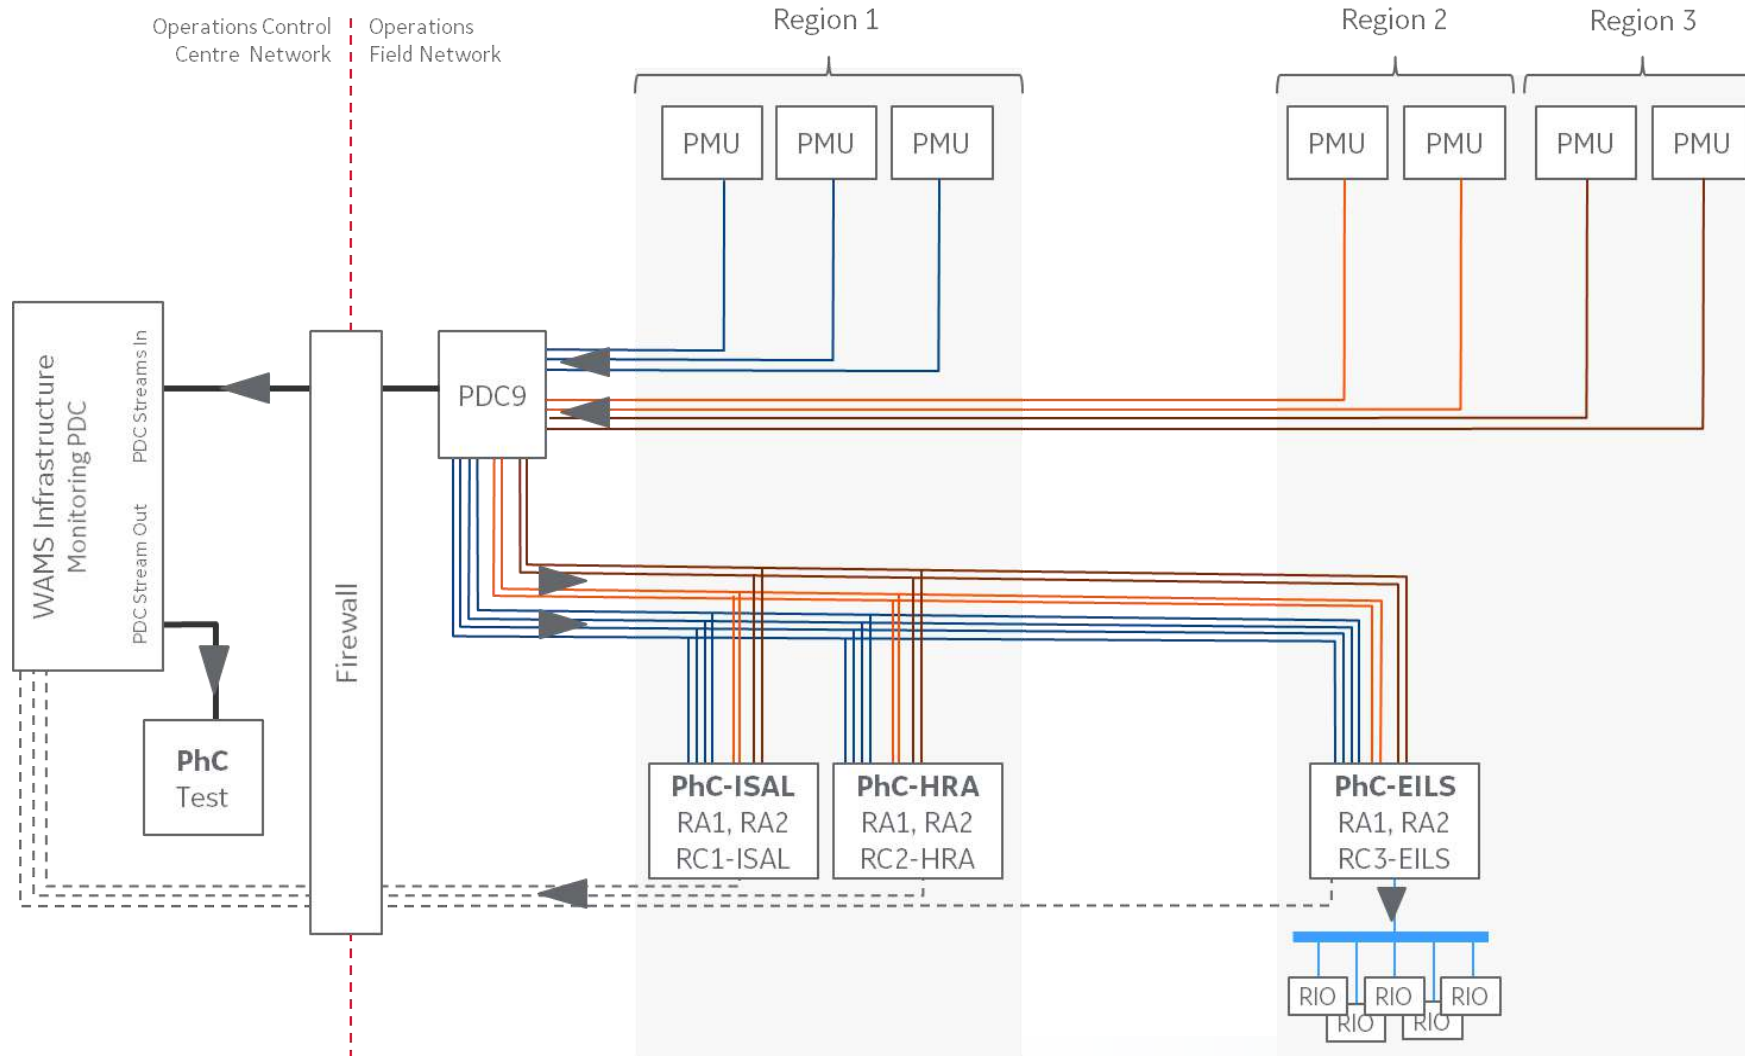 Operations Control
Centre Network
Operations
Field Network
Region 1
Region 2
Region 3
PMU
PMU
PMU
PMU
PMU
PMU
PMU
WAMS Infrastructure
Monitoring PDC
PDC Streams In
PDC Stream Out
Firewall
PDC9
PhC
Test
PhC-ISAL
RA1, RA2
RC1-ISAL
PhC-HRA
RA1, RA2
RC2-HRA
PhC-EILS
RA1, RA2
RC3-EILS
RIO
RIO
RIO
RIO
RIO